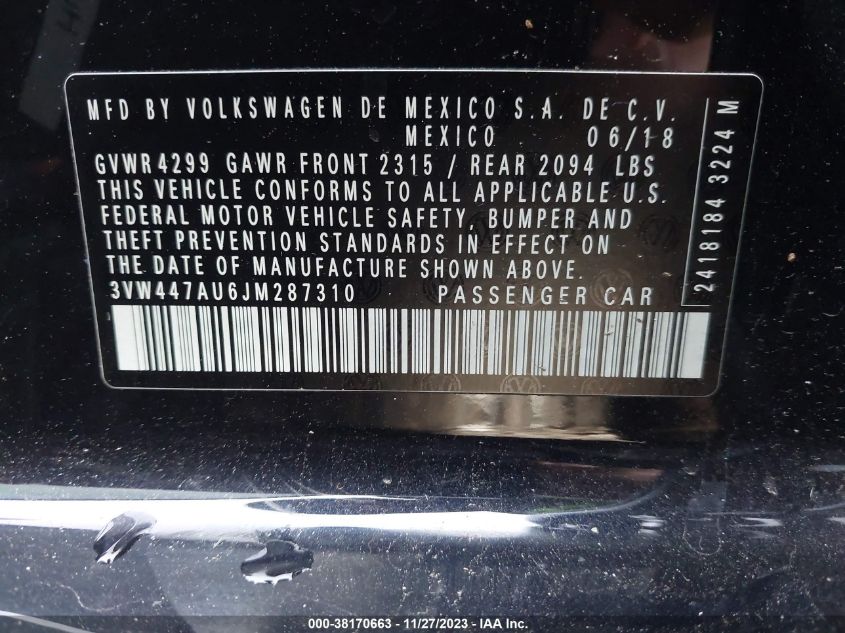 MFD BY VOLKSWAGEN DE MEXICO S.A. DE C.V.
MEXICO 06/18
GVWR 4299 GAWR FRONT 2315 / REAR 2094 LBS
THIS VEHICLE CONFORMS TO ALL APPLICABLE U.S.
FEDERAL MOTOR VEHICLE SAFETY, BUMPER AND
THEFT PREVENTION STANDARDS IN EFFECT ON
THE DATE OF MANUFACTURE SHOWN ABOVE.
3VW447AU6JM287310 PASSENGER CAR
2418184 3224 M
000-38170663 - 11/27/2023 - IAA Inc.